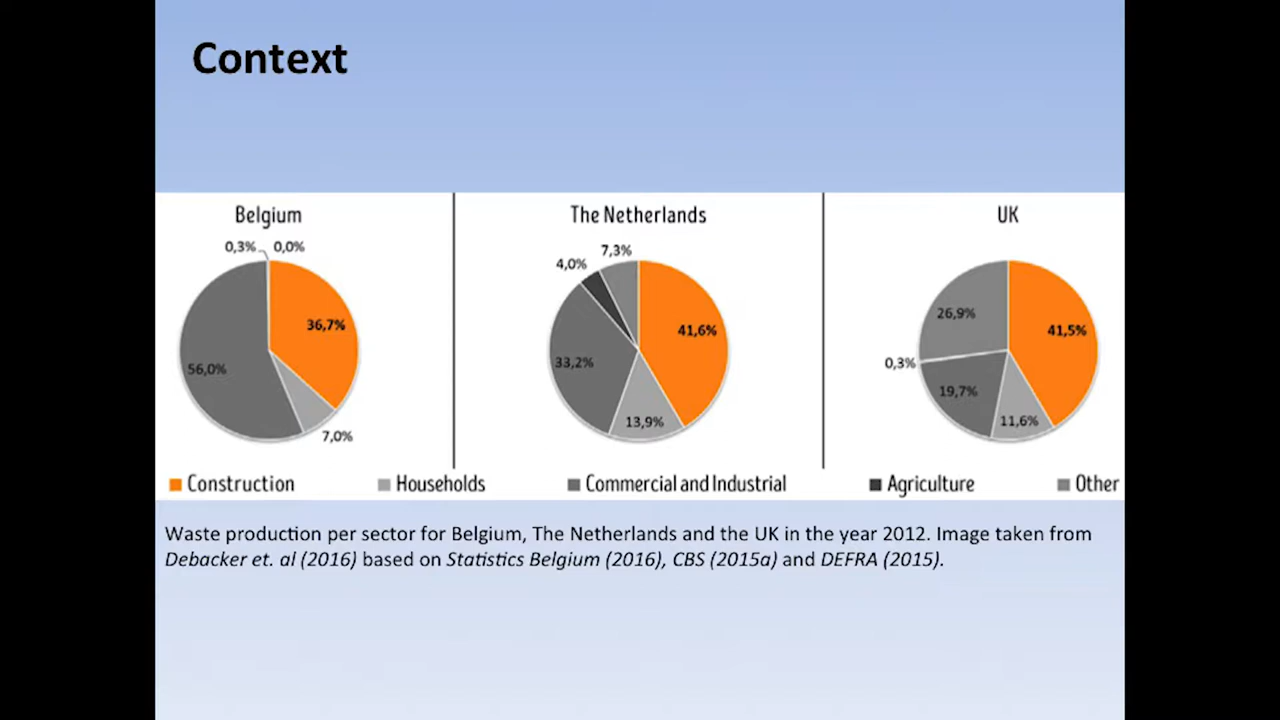 Context
Belgium
The Netherlands
UK
0,3%
0,0%
36,7%
56,0%
7,0%
7,3%
4,0%
41,6%
33,2%
13,9%
26,9%
41,5%
0,3%
19,7%
11,6%
Construction
Households
Commercial and Industrial
Agriculture
Other
Waste production per sector for Belgium, The Netherlands and the UK in the year 2012. Image taken from
Debacker et. al (2016) based on Statistics Belgium (2016), CBS (2015a) and DEFRA (2015).